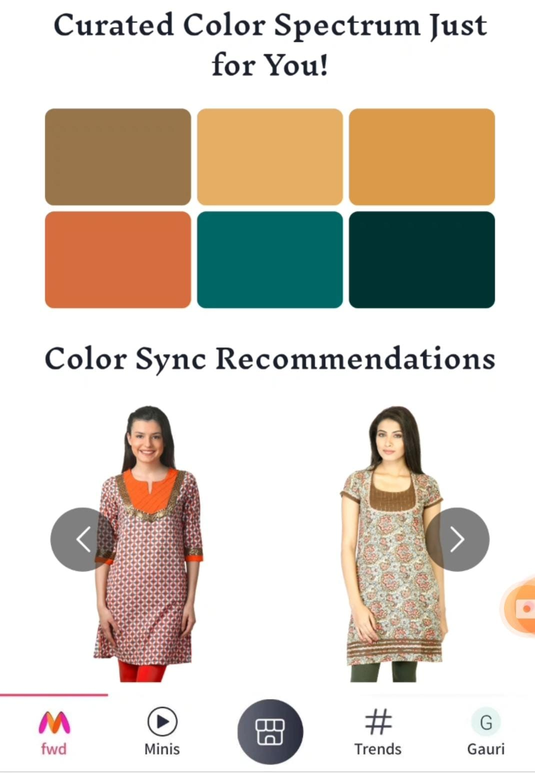 Curated Color Spectrum Just
for You!
Color Sync Recommendations
fwd
Minis
Trends
G
Gauri